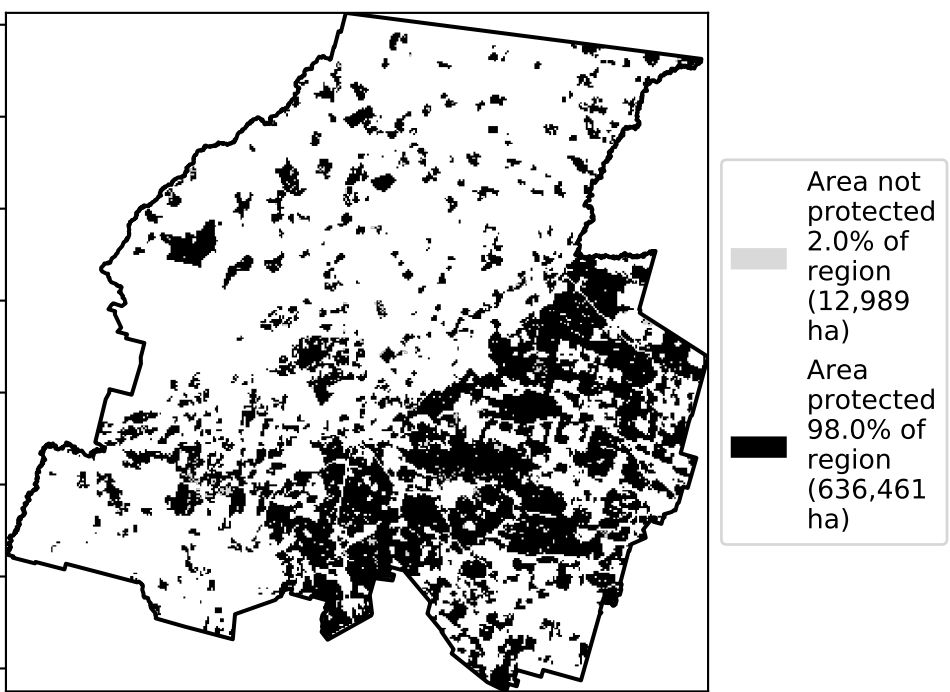 Area not
protected
2.0% of
region
(12,989
ha)
Area
protected
98.0% of
region
(636,461
ha)